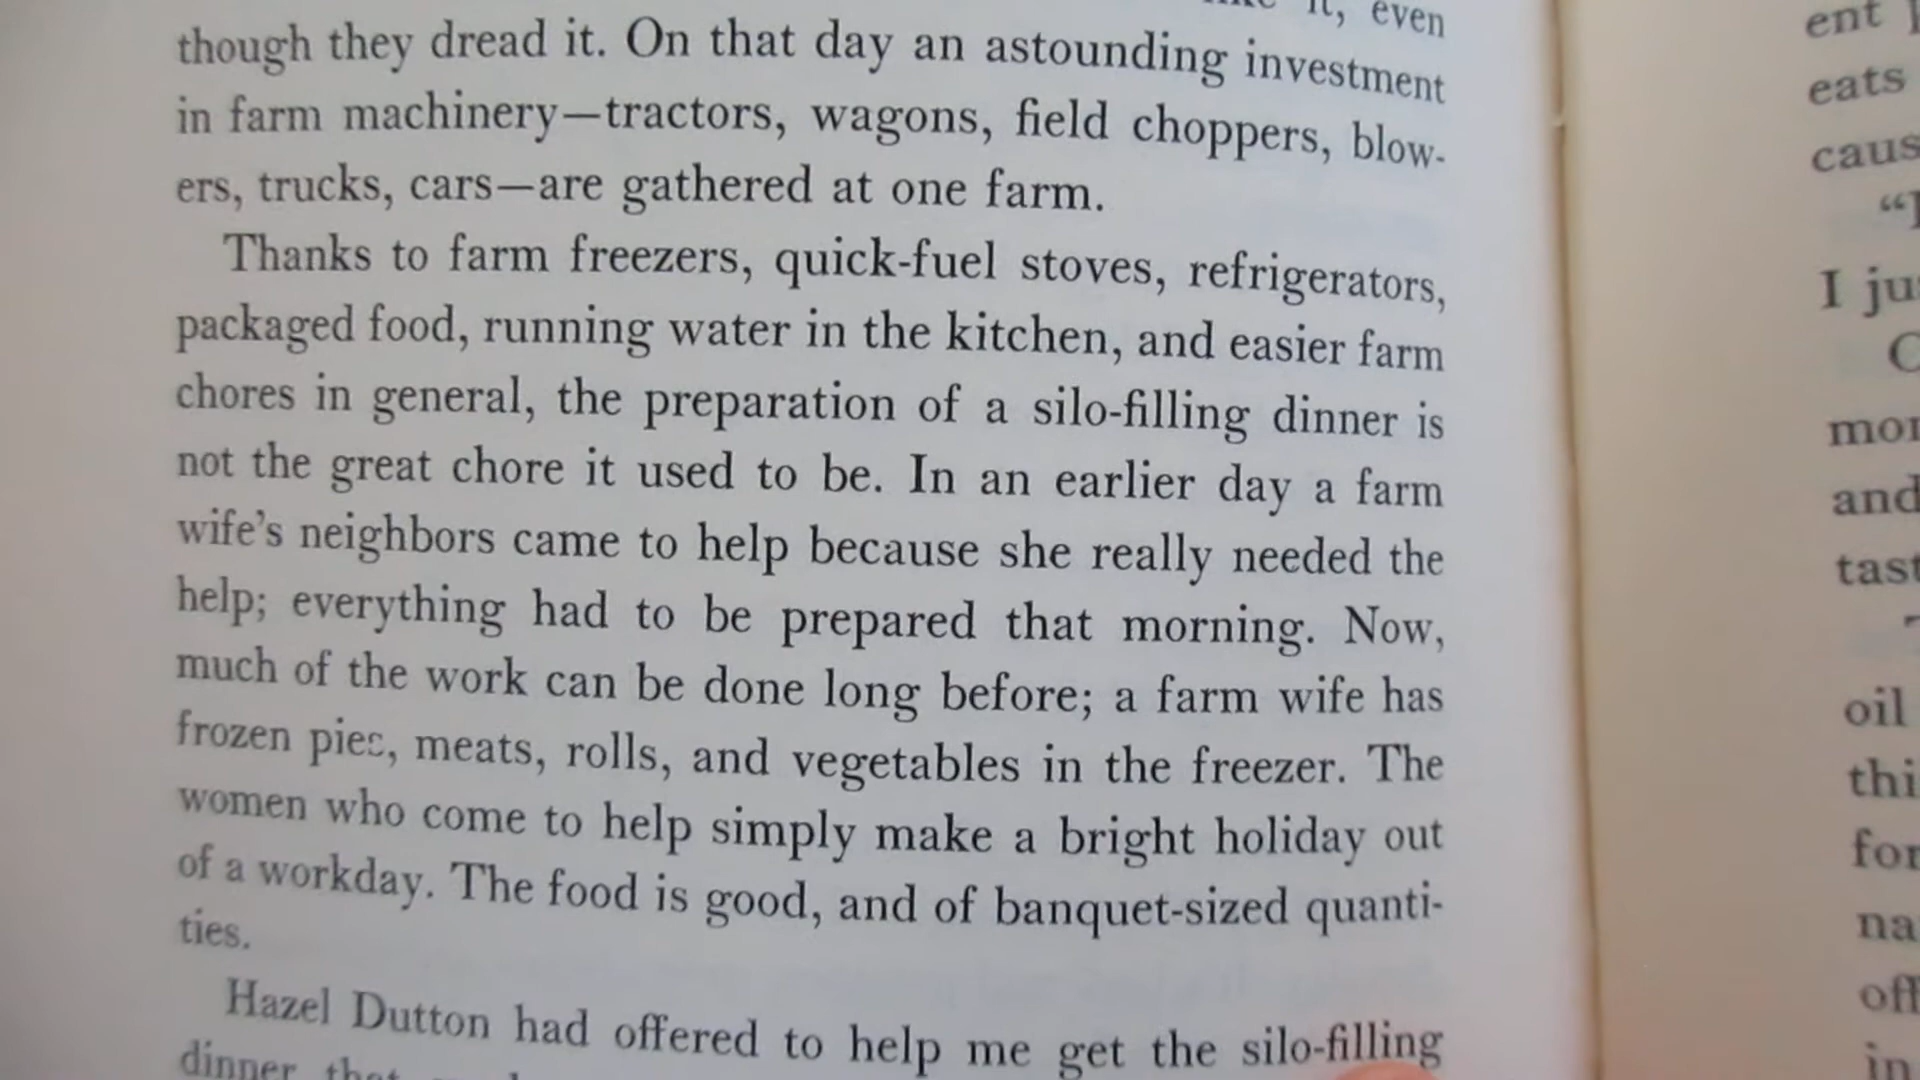 it, even
though they dread it. On that day an astounding investment
in farm machinery—tractors, wagons, field choppers, blow-
ers, trucks, cars—are gathered at one farm.
Thanks to farm freezers, quick-fuel stoves, refrigerators,
packaged food, running water in the kitchen, and easier farm
chores in general, the preparation of a silo-filling dinner is
not the great chore it used to be. In an earlier day a farm
wife's neighbors came to help because she really needed the
help; everything had to be prepared that morning. Now,
much of the work can be done long before; a farm wife has
frozen pies, meats, rolls, and vegetables in the freezer. The
women who come to help simply make a bright holiday out
of a workday. The food is good, and of banquet-sized quanti-
ties.
Hazel Dutton had offered to help me get the silo-filling
dinner
ent
eats
caus
I ju
mor
and
tast
oil
thi
for
na
off
in